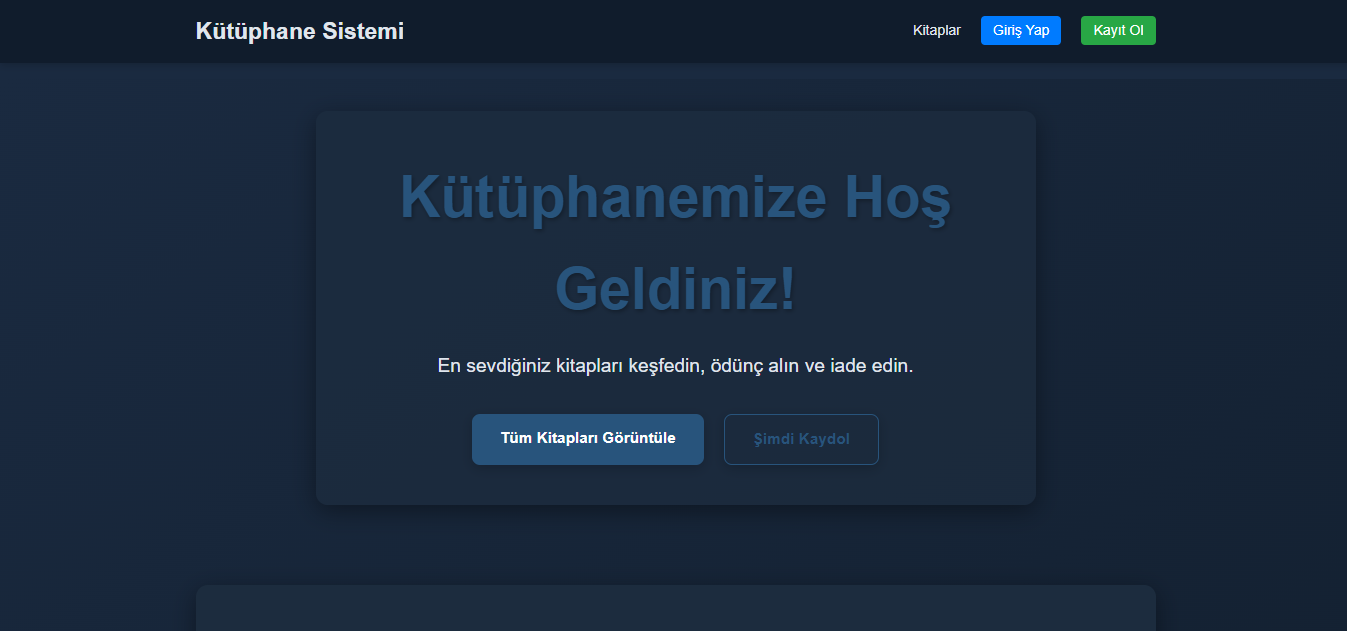 Kütüphane Sistemi
Kitaplar
Giriş Yap
Kayıt Ol
Kütüphanemize Hoş
Geldiniz!
En sevdiğiniz kitapları keşfedin, ödünç alın ve iade edin.
Tüm Kitapları Görüntüle
Şimdi Kaydol